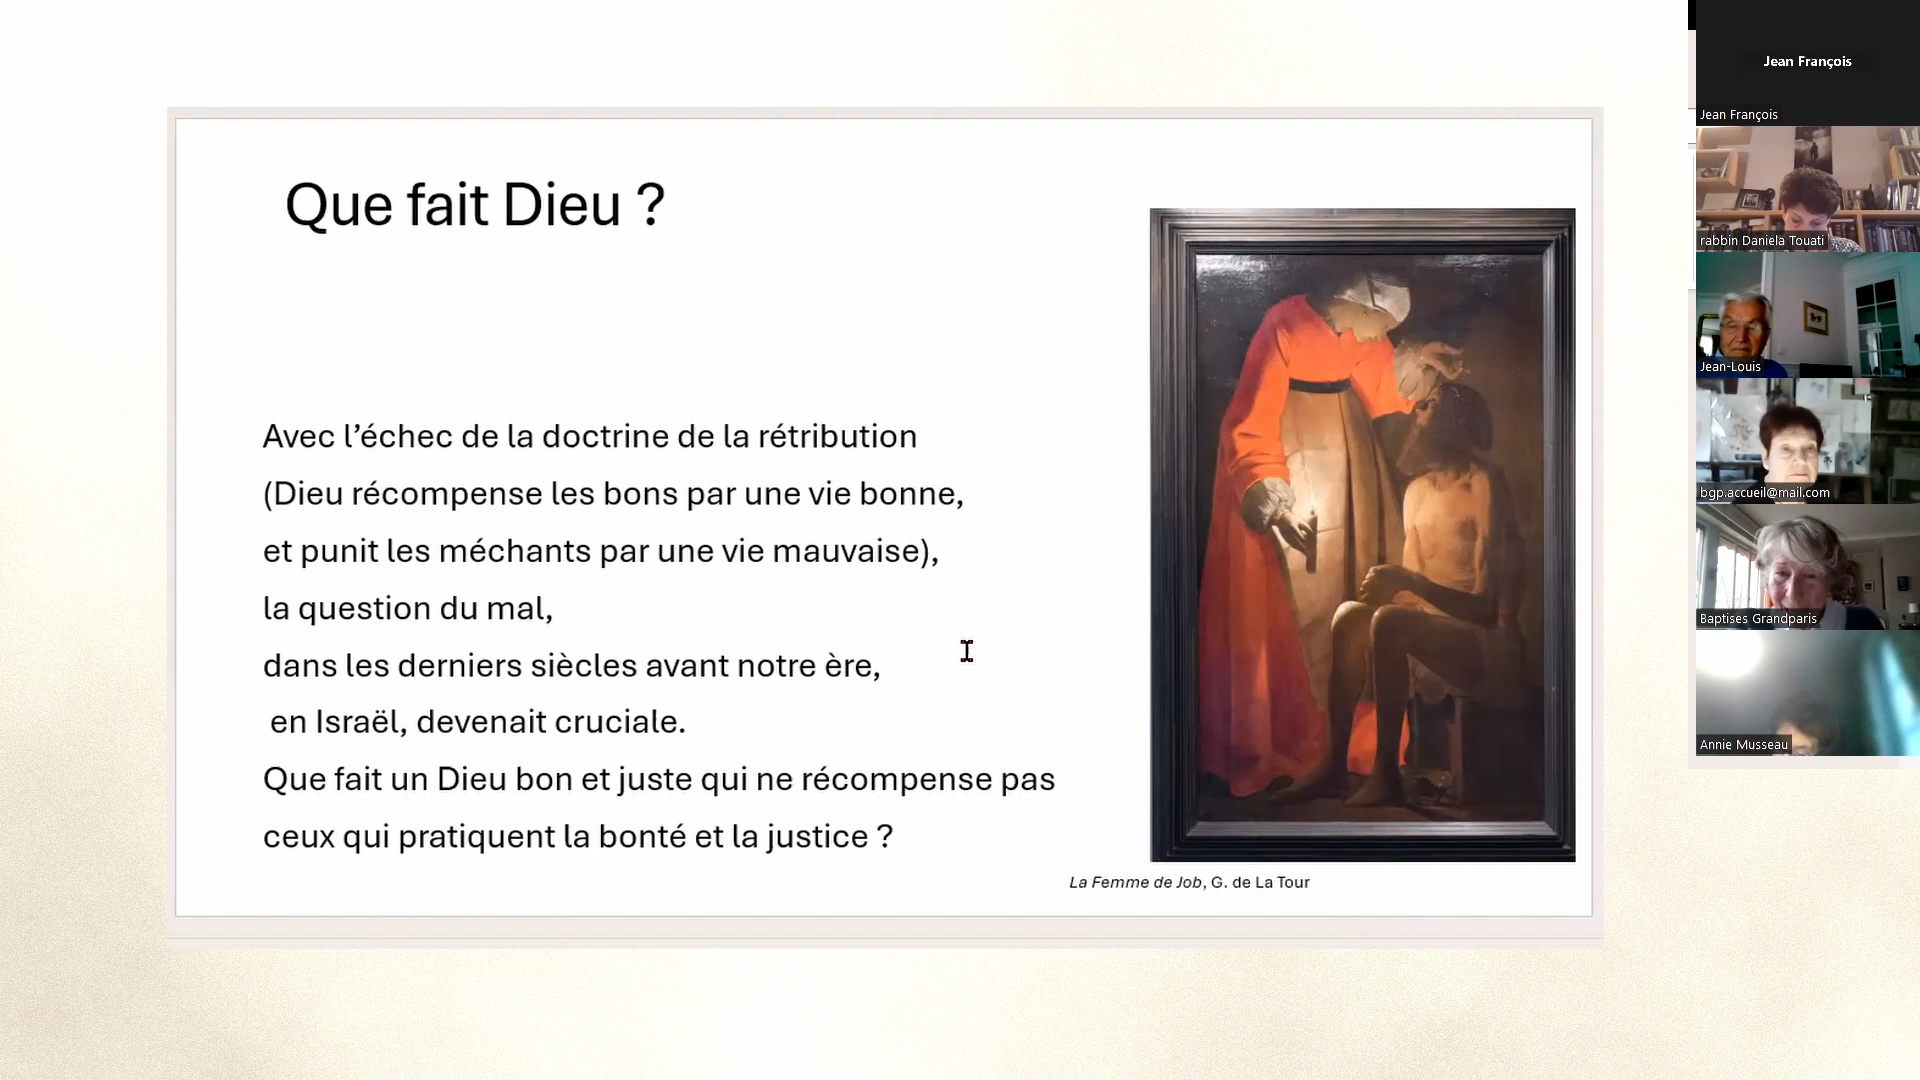 Que fait Dieu ?
Avec l’échec de la doctrine de la rétribution
(Dieu récompense les bons par une vie bonne,
et punit les méchants par une vie mauvaise),
la question du mal,
dans les derniers siècles avant notre ère,
en Israël, devenait cruciale.
Que fait un Dieu bon et juste qui ne récompense pas
ceux qui pratiquent la bonté et la justice ?
La Femme de Job, G. de La Tour
Jean François
Jean François
rabbin Daniela Touati
Jean-Louis
bgp.accueil@mail.com
Baptises Grandparis
Annie Musseau